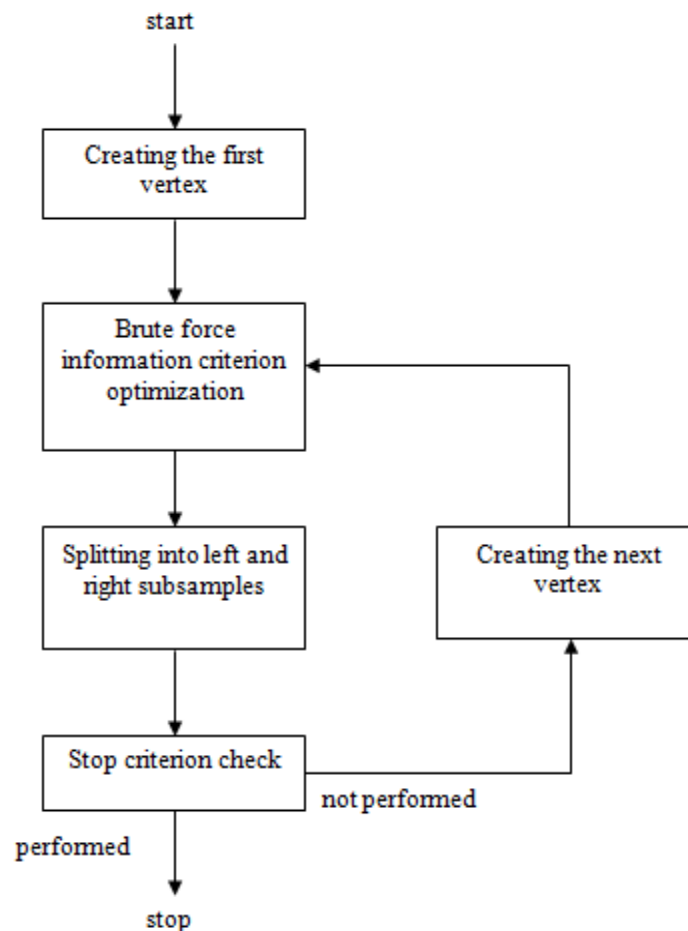 start
Creating the first
vertex
Brute force
information criterion
optimization
Splitting into left and
right subsamples
Creating the next
vertex
Stop criterion check
not performed
performed
stop